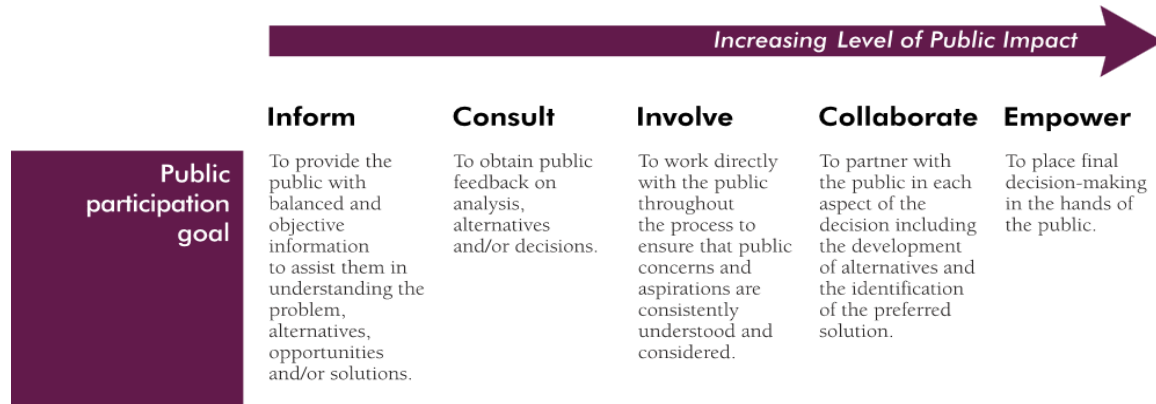 Increasing Level of Public Impact
Inform
Consult
Involve
Collaborate
Empower
Public
participation
goal
To provide the
public with
balanced and
objective
information
to assist them in
understanding the
problem,
alternatives,
opportunities
and/or solutions.
To obtain public
feedback on
analysis,
alternatives
and/or decisions.
To work directly
with the public
throughout
the process to
ensure that public
concerns and
aspirations are
consistently
understood and
considered.
To partner with
the public in each
aspect of the
decision including
the development
of alternatives and
the identification
of the preferred
solution.
To place final
decision-making
in the hands of
the public.